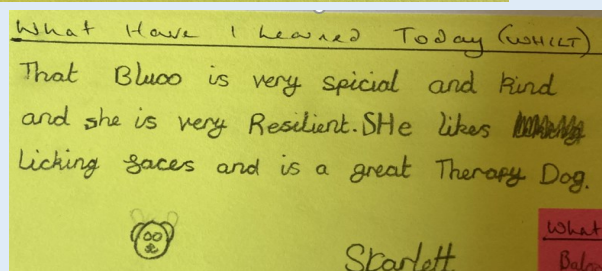 What Have I Learned Today (WHILT)
That Bluoo is very spicial and kind
and she is very Resilient. SHe likes
Licking faces and is a great Therapy Dog.
Skarlett
What